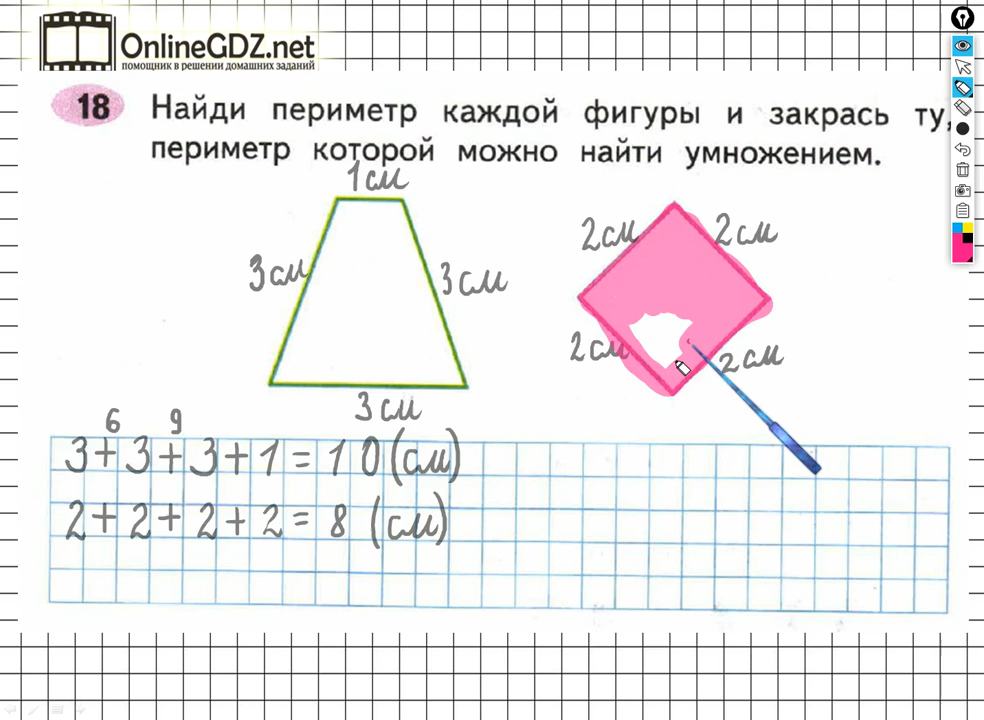 OnlineGDZ.net
помощник в решении домашних заданий
18 Найди периметр каждой фигуры и закрась ту,
периметр которой можно найти умножением.
1 см
3 см
3 см
3 см
2 см
2 см
2 см
2 см
6 9
3 + 3 + 3 + 1 = 10 (см)
2 + 2 + 2 + 2 = 8 (см)